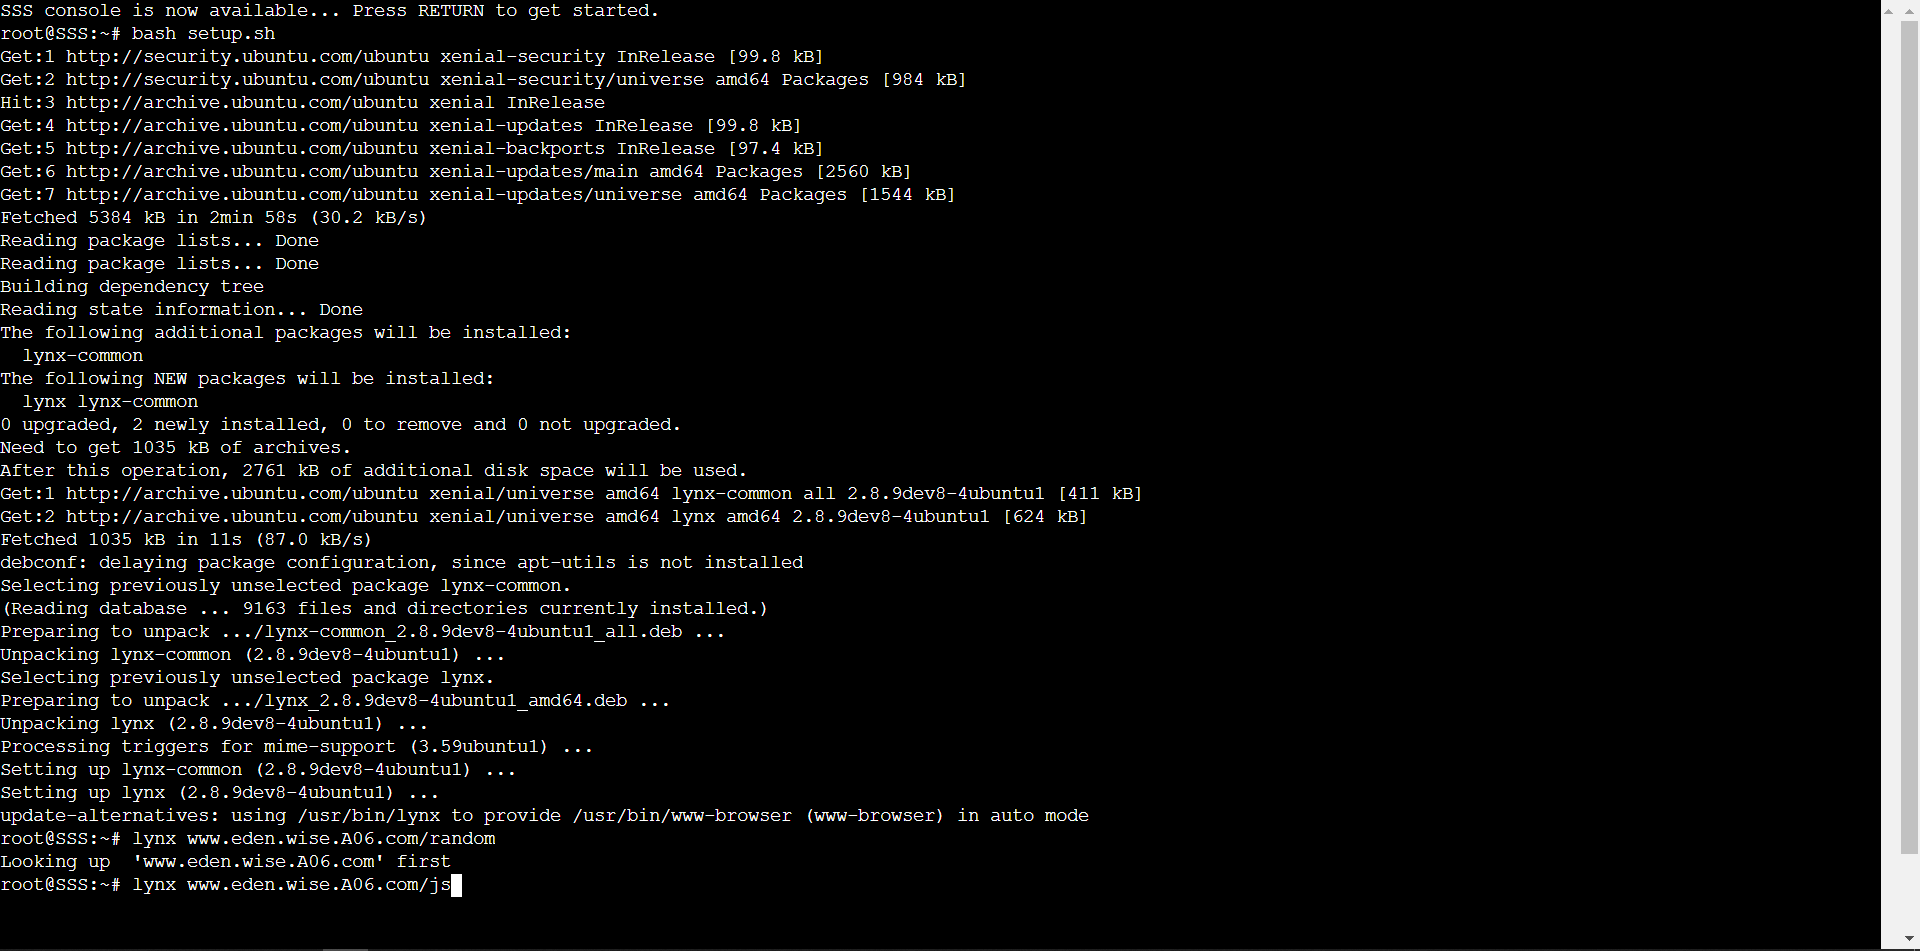 SSS console is now available... Press RETURN to get started.
root@SSS:~# bash setup.sh
Get:1 http://security.ubuntu.com/ubuntu xenial-security InRelease [99.8 kB]
Get:2 http://security.ubuntu.com/ubuntu xenial-security/universe amd64 Packages [984 kB]
Hit:3 http://archive.ubuntu.com/ubuntu xenial InRelease
Get:4 http://archive.ubuntu.com/ubuntu xenial-updates InRelease [99.8 kB]
Get:5 http://archive.ubuntu.com/ubuntu xenial-backports InRelease [97.4 kB]
Get:6 http://archive.ubuntu.com/ubuntu xenial-updates/main amd64 Packages [2560 kB]
Get:7 http://archive.ubuntu.com/ubuntu xenial-updates/universe amd64 Packages [1544 kB]
Fetched 5384 kB in 2min 58s (30.2 kB/s)
Reading package lists... Done
Reading package lists... Done
Building dependency tree
Reading state information... Done
The following additional packages will be installed:
  lynx-common
The following NEW packages will be installed:
  lynx lynx-common
0 upgraded, 2 newly installed, 0 to remove and 0 not upgraded.
Need to get 1035 kB of archives.
After this operation, 2761 kB of additional disk space will be used.
Get:1 http://archive.ubuntu.com/ubuntu xenial/universe amd64 lynx-common all 2.8.9dev8-4ubuntu1 [411 kB]
Get:2 http://archive.ubuntu.com/ubuntu xenial/universe amd64 lynx amd64 2.8.9dev8-4ubuntu1 [624 kB]
Fetched 1035 kB in 11s (87.0 kB/s)
debconf: delaying package configuration, since apt-utils is not installed
Selecting previously unselected package lynx-common.
(Reading database ... 9163 files and directories currently installed.)
Preparing to unpack .../lynx-common_2.8.9dev8-4ubuntu1_all.deb ...
Unpacking lynx-common (2.8.9dev8-4ubuntu1) ...
Selecting previously unselected package lynx.
Preparing to unpack .../lynx_2.8.9dev8-4ubuntu1_amd64.deb ...
Unpacking lynx (2.8.9dev8-4ubuntu1) ...
Processing triggers for mime-support (3.59ubuntu1) ...
Setting up lynx-common (2.8.9dev8-4ubuntu1) ...
Setting up lynx (2.8.9dev8-4ubuntu1) ...
update-alternatives: using /usr/bin/lynx to provide /usr/bin/www-browser (www-browser) in auto mode
root@SSS:~# lynx www.eden.wise.A06.com/random
Looking up  'www.eden.wise.A06.com' first
root@SSS:~# lynx www.eden.wise.A06.com/js